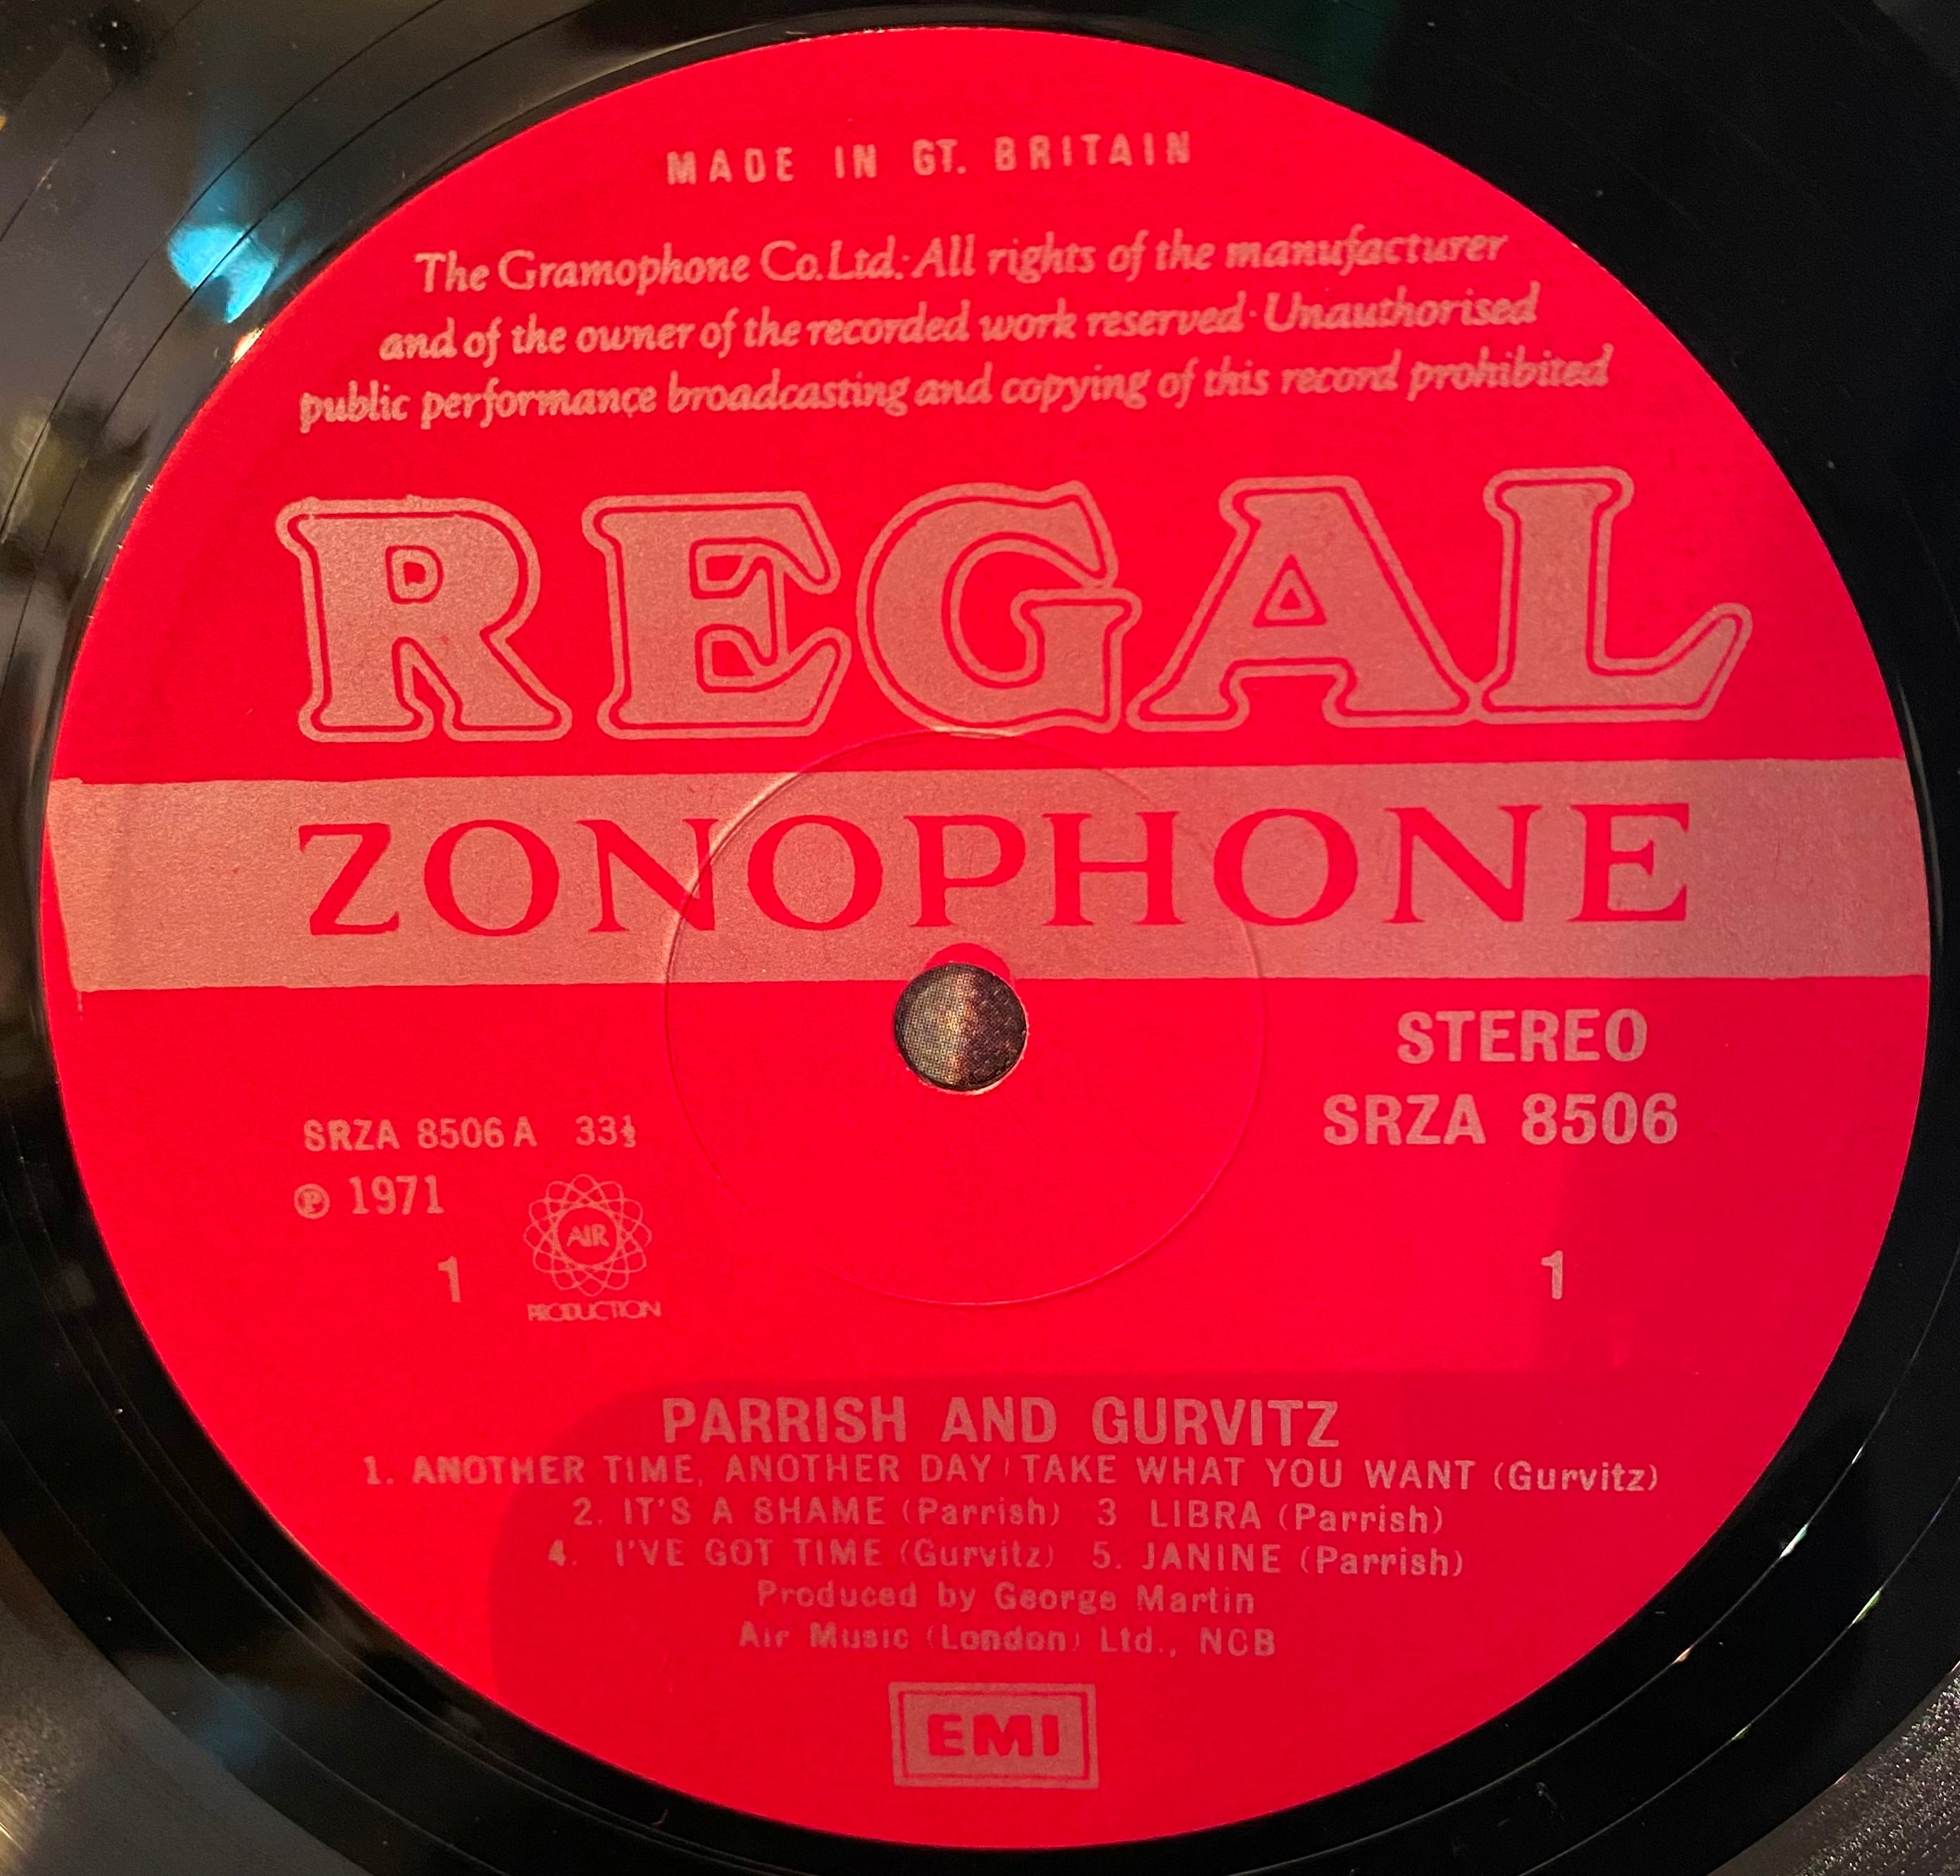 MADE IN GT. BRITAIN
The Gramophone Co.Ltd.·All rights of the manufacturer
and of the owner of the recorded work reserved·Unauthorised
public performance broadcasting and copying of this record prohibited
REGAL
ZONOPHONE
STEREO
SRZA 8506
SRZA 8506 A 33⅓
℗ 1971
1
AIR
PRODUCTION
1
PARRISH AND GURVITZ
1. ANOTHER TIME, ANOTHER DAY / TAKE WHAT YOU WANT (Gurvitz)
2. IT'S A SHAME (Parrish) 3 LIBRA (Parrish)
4. I'VE GOT TIME (Gurvitz) 5. JANINE (Parrish)
Produced by George Martin
Air Music (London) Ltd., NCB
EMI